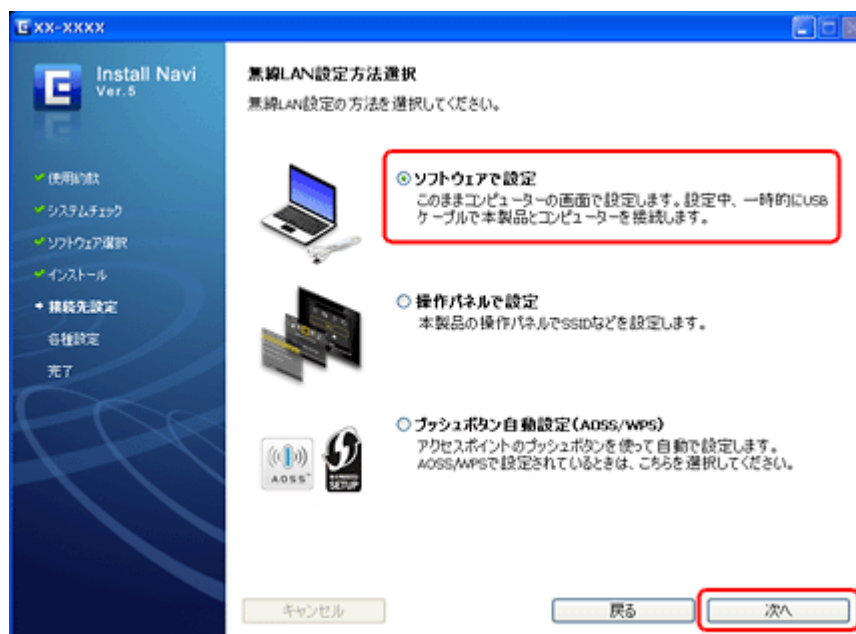 E XX-XXXX
E
Install Navi
Ver.5
使用約款
システムチェック
ソフトウェア選択
インストール
接続先設定
各種設定
完了
無線LAN設定方法選択
無線LAN設定の方法を選択してください。
ソフトウェアで設定
このままコンピューターの画面で設定します。設定中、一時的にUSB
ケーブルで本製品とコンピューターを接続します。
操作パネルで設定
本製品の操作パネルでSSIDなどを設定します。
プッシュボタン自動設定(AOSS/WPS)
アクセスポイントのプッシュボタンを使って自動で設定します。
AOSS/WPSで設定されているときは、こちらを選択してください。
AOSS
SETUP
キャンセル
戻る
次へ